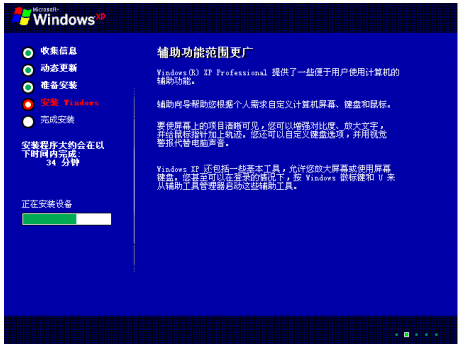 Microsoft
Windows xp
收集信息
动态更新
准备安装
安装 Windows
完成安装
安装程序大约会在以
下时间内完成:
34 分钟
正在安装设备
辅助功能范围更广
Windows(R) XP Professional 提供了一些便于用户使用计算机的
辅助功能。
辅助向导帮助您根据个人需求自定义计算机屏幕、键盘和鼠标。
要使屏幕上的项目清晰可见，您可以增强对比度、放大文字，
并给鼠标指针加上轨迹。您还可以自定义键盘选项，并用视觉
警报代替电脑声音。
Windows XP 还包括一些基本工具，允许您放大屏幕或使用屏幕
键盘。您甚至可以在登录的情况下，按 Windows 徽标键和 U 来
从辅助工具管理器启动这些辅助工具。